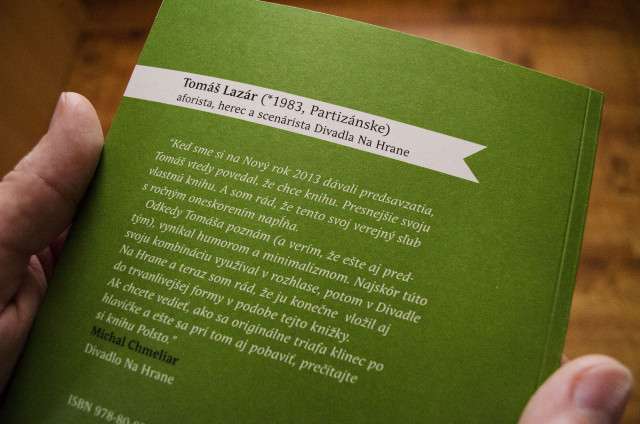 Tomáš Lazár (*1983, Partizánske)
aforista, herec a scenárista Divadla Na Hrane
"Keď sme si na Nový rok 2013 dávali predsavzatia,
Tomáš vtedy povedal, že chce knihu. Presnejšie svoju
vlastnú knihu. A som rád, že tento svoj verejný sľub
s ročným oneskorením napĺňa.
Odkedy Tomáša poznám (a verím, že ešte aj pred-
tým), vynikal humorom a minimalizmom. Najskôr túto
svoju kombináciu využíval v rozhlase, potom v Divadle
Na Hrane a teraz som rád, že ju konečne vložil aj
do trvanlivejšej formy v podobe tejto knižky.
Ak chcete vedieť, ako sa originálne triafa klinec po
hlavičke a ešte sa pri tom aj pobaviť, prečítajte
si knihu Polsto."
Michal Chmeliar
Divadlo Na Hrane
ISBN 978-80-